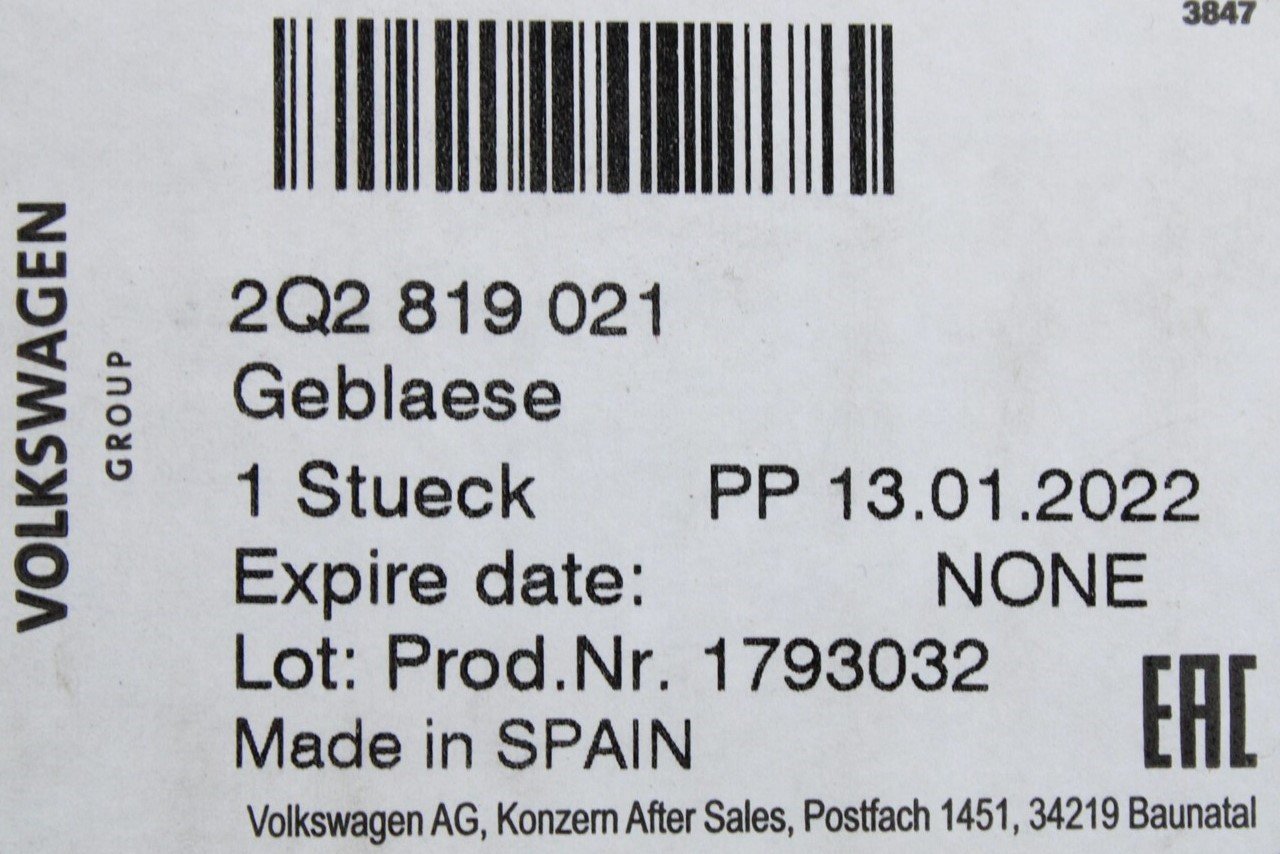 3847
VOLKSWAGEN
GROUP
2Q2 819 021
Geblaese
1 Stueck PP 13.01.2022
Expire date: NONE
Lot: Prod.Nr. 1793032
Made in SPAIN
EAC
Volkswagen AG, Konzern After Sales, Postfach 1451, 34219 Baunatal